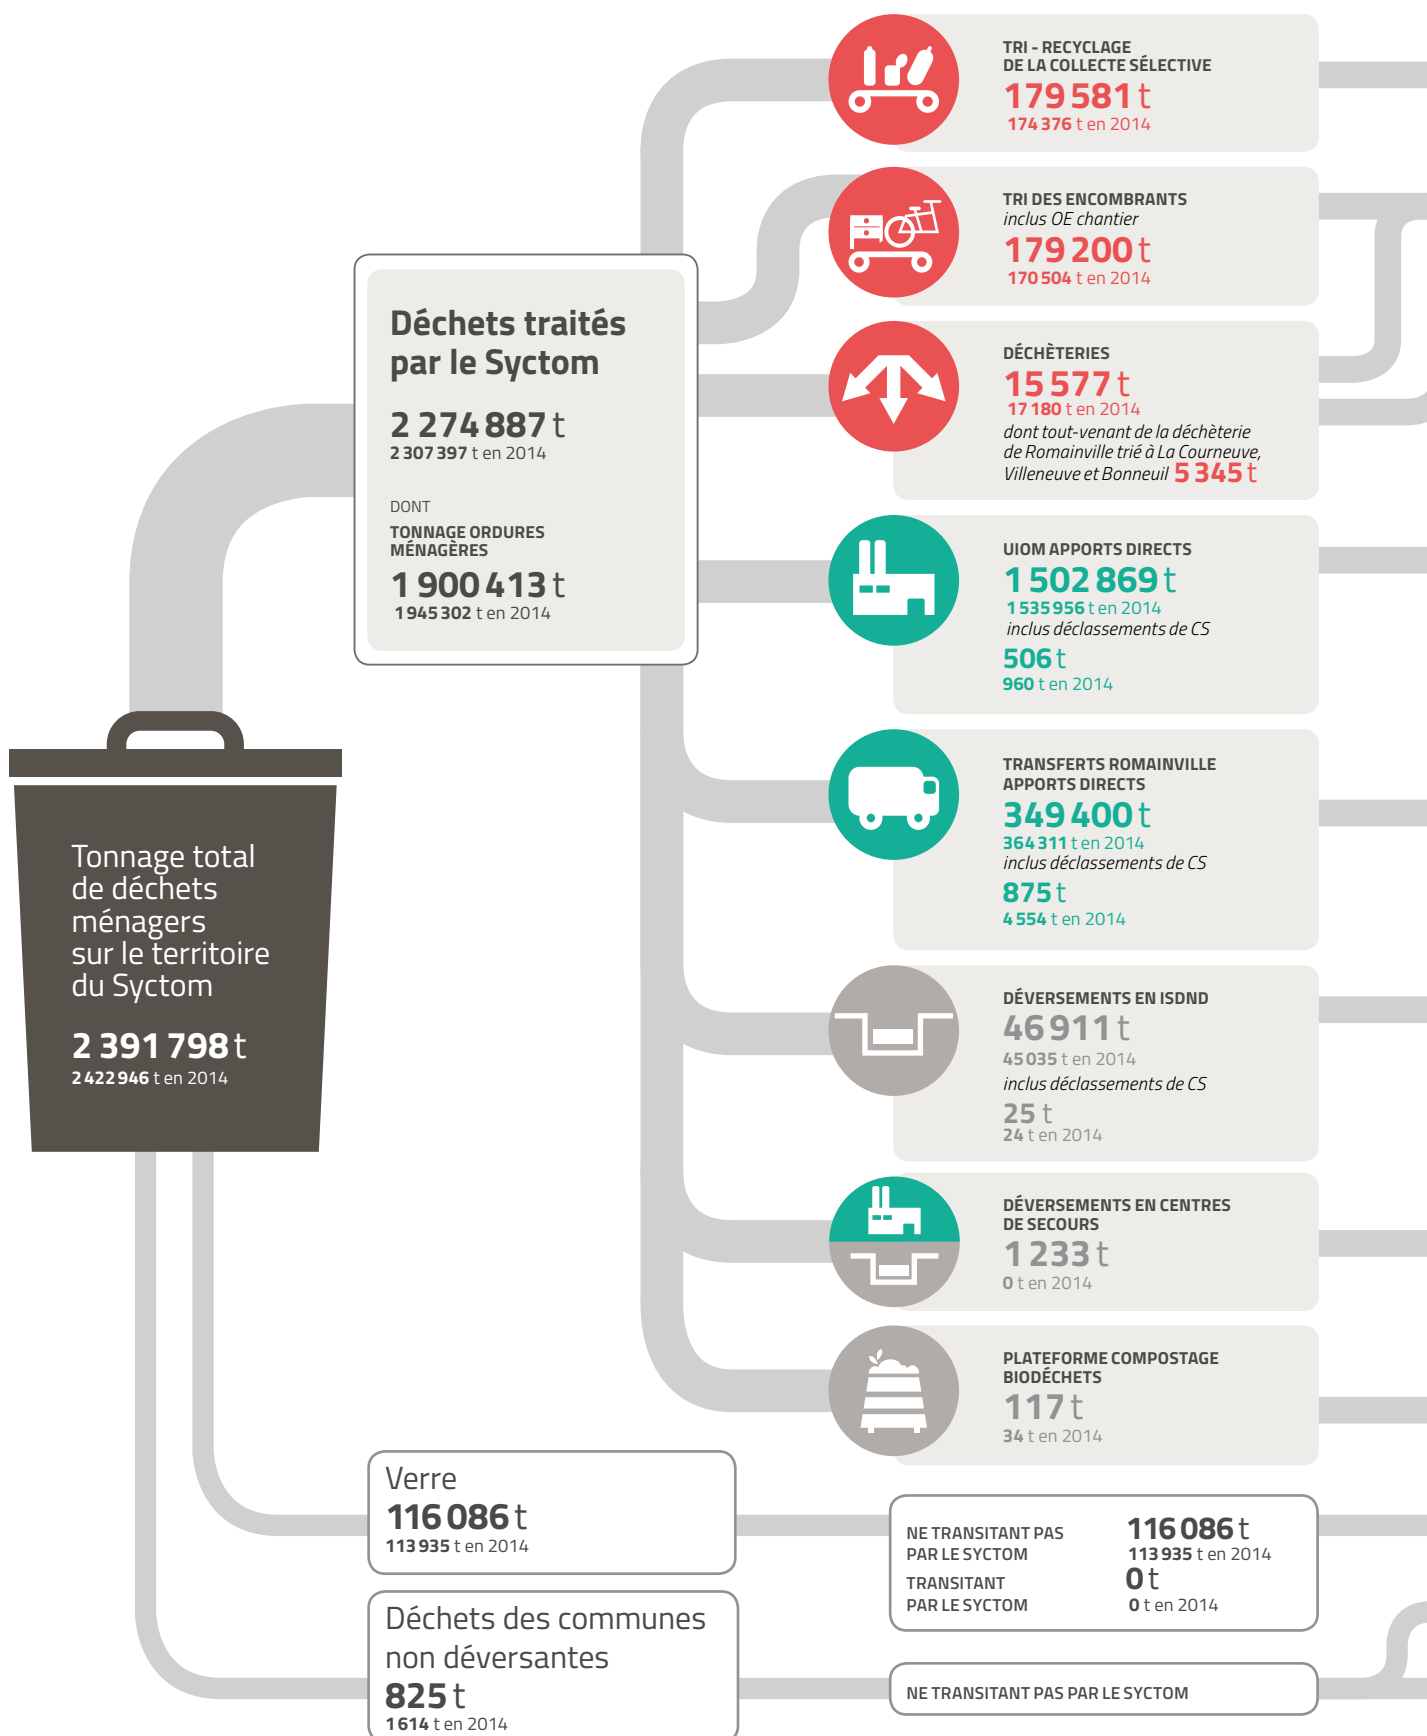 Tonnage total
de déchets
ménagers
sur le territoire
du Syctom
2 391 798 t
2 422 946 t en 2014
Déchets traités
par le Syctom
2 274 887 t
2 307 397 t en 2014
DONT
TONNAGE ORDURES
MÉNAGÈRES
1 900 413 t
1 945 302 t en 2014
TRI - RECYCLAGE
DE LA COLLECTE SÉLECTIVE
179 581 t
174 376 t en 2014
TRI DES ENCOMBRANTS
inclus OE chantier
179 200 t
170 504 t en 2014
DÉCHÈTERIES
15 577 t
17 180 t en 2014
dont tout-venant de la déchèterie
de Romainville trié à La Courneuve,
Villeneuve et Bonneuil 5 345 t
UIOM APPORTS DIRECTS
1 502 869 t
1 535 956 t en 2014
inclus déclassements de CS
506 t
960 t en 2014
TRANSFERTS ROMAINVILLE
APPORTS DIRECTS
349 400 t
364 311 t en 2014
inclus déclassements de CS
875 t
4 554 t en 2014
DÉVERSEMENTS EN ISDND
46 911 t
45 035 t en 2014
inclus déclassements de CS
25 t
24 t en 2014
DÉVERSEMENTS EN CENTRES
DE SECOURS
1 233 t
0 t en 2014
PLATEFORME COMPOSTAGE
BIODÉCHETS
117 t
34 t en 2014
Verre
116 086 t
113 935 t en 2014
NE TRANSITANT PAS
PAR LE SYCTOM
116 086 t
113 935 t en 2014
TRANSITANT
PAR LE SYCTOM
0 t
0 t en 2014
Déchets des communes
non déversantes
825 t
1 614 t en 2014
NE TRANSITANT PAS PAR LE SYCTOM